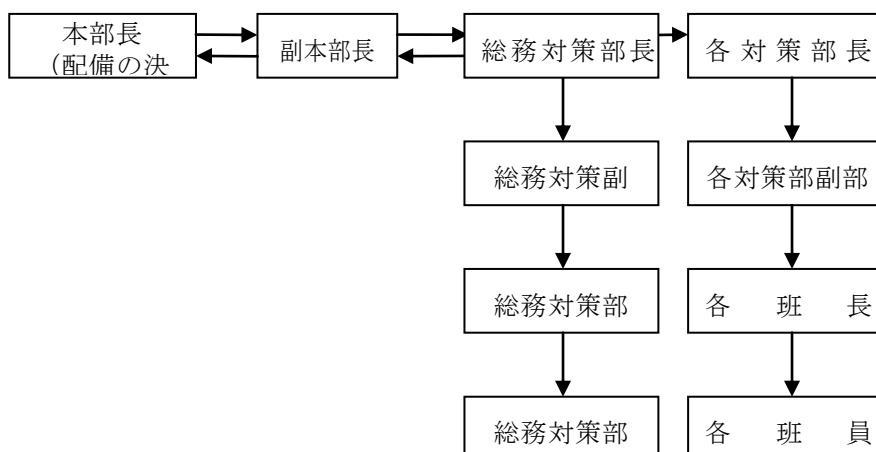 本部長
（配備の決
副本部長
総務対策部長
各対策部長
総務対策副
各対策部副部
総務対策部
各班長
総務対策部
各班員